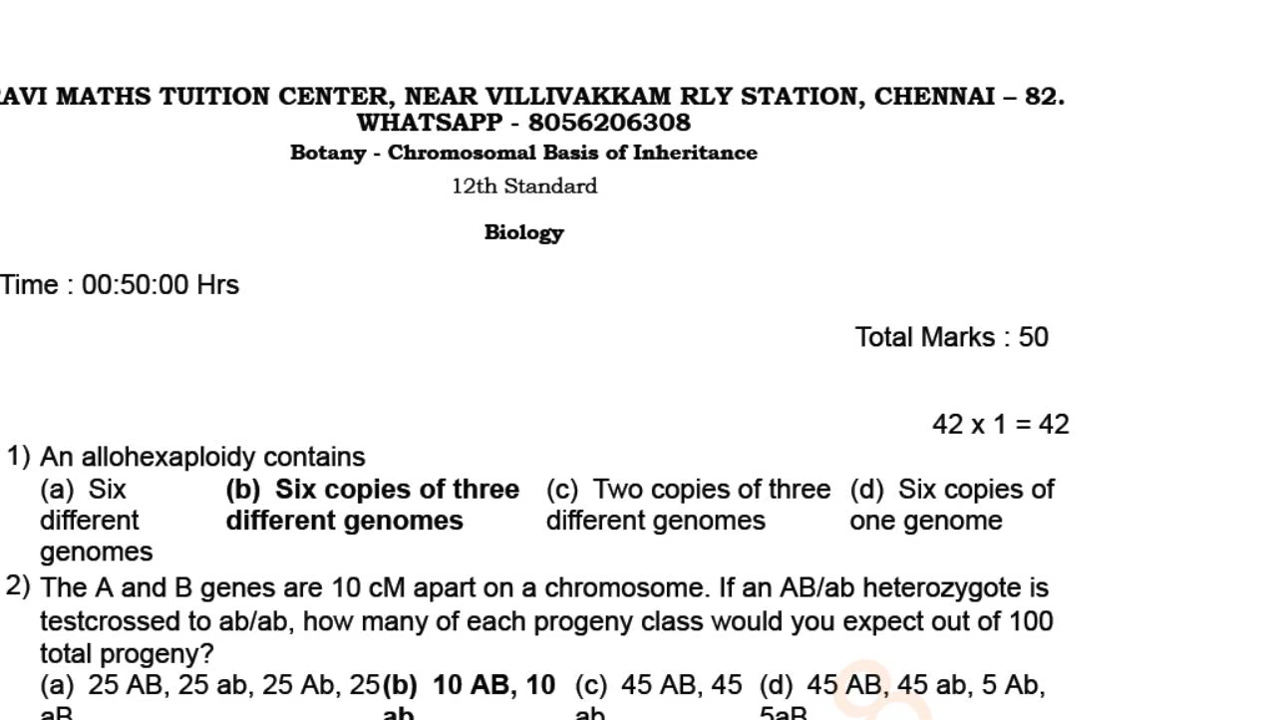 RAVI MATHS TUITION CENTER, NEAR VILLIVAKKAM RLY STATION, CHENNAI – 82.
WHATSAPP - 8056206308
Botany - Chromosomal Basis of Inheritance
12th Standard
Biology
Time : 00:50:00 Hrs
Total Marks : 50
42 x 1 = 42
1) An allohexaploidy contains
(a) Six (b) Six copies of three (c) Two copies of three (d) Six copies of
different different genomes different genomes one genome
genomes
2) The A and B genes are 10 cM apart on a chromosome. If an AB/ab heterozygote is
testcrossed to ab/ab, how many of each progeny class would you expect out of 100
total progeny?
(a) 25 AB, 25 ab, 25 Ab, 25 (b) 10 AB, 10 (c) 45 AB, 45 (d) 45 AB, 45 ab, 5 Ab,
aB ab ab 5aB